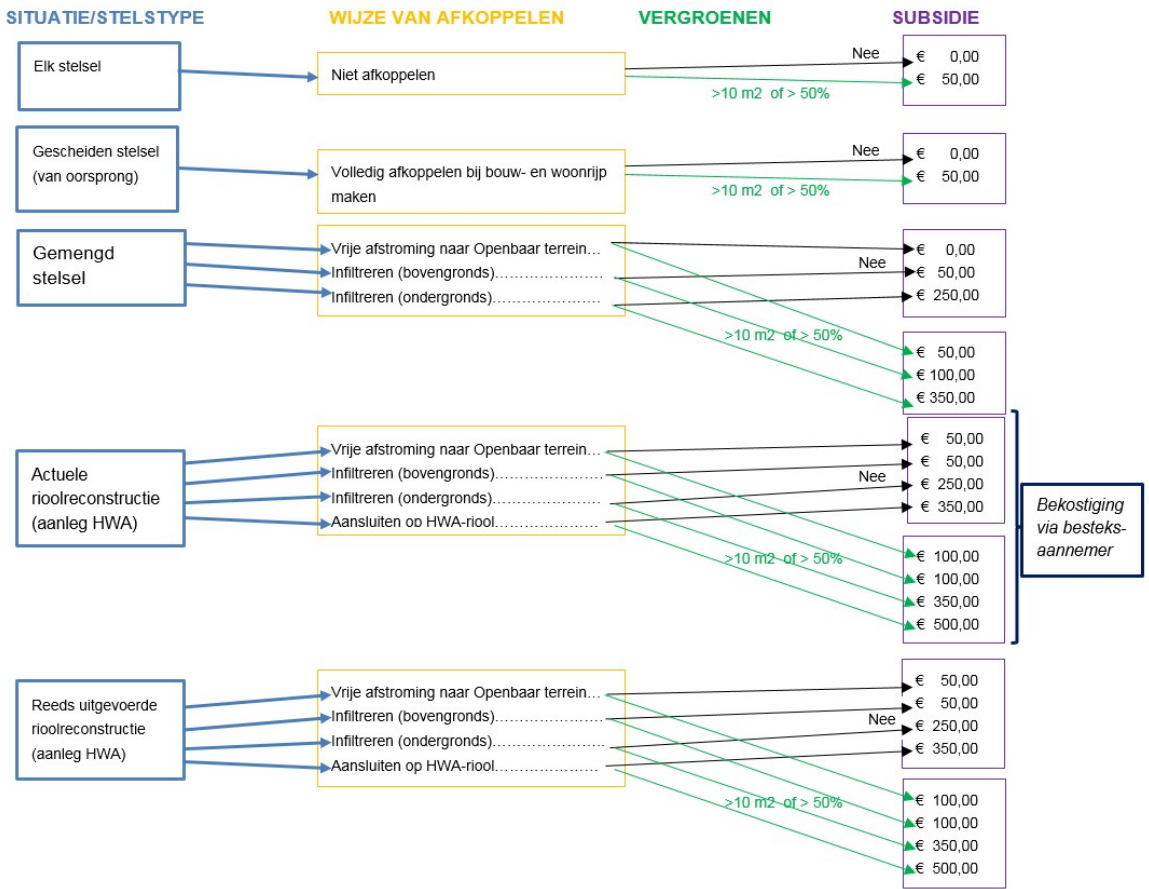 SITUATIE/STELSTYPE
WIJZE VAN AFKOPPELEN
VERGROENEN
SUBSIDIE
Elk stelsel
Niet afkoppelen
Nee
>10 m2 of > 50%
€ 0,00
€ 50,00
Gescheiden stelsel
(van oorsprong)
Volledig afkoppelen bij bouw- en woonrijp
maken
Nee
>10 m2 of > 50%
€ 0,00
€ 50,00
Gemengd
stelsel
Vrije afstroming naar Openbaar terrein…
Infiltreren (bovengronds)……………………
Infiltreren (ondergronds)……………………
Nee
>10 m2 of > 50%
€ 0,00
€ 50,00
€ 250,00
€ 50,00
€ 100,00
€ 350,00
Actuele
rioolreconstructie
(aanleg HWA)
Vrije afstroming naar Openbaar terrein…
Infiltreren (bovengronds)……………………
Infiltreren (ondergronds)……………………
Aansluiten op HWA-riool……………………
Nee
>10 m2 of > 50%
€ 50,00
€ 50,00
€ 250,00
€ 350,00
€ 100,00
€ 100,00
€ 350,00
€ 500,00
Bekostiging
via besteks-
aannemer
Reeds uitgevoerde
rioolreconstructie
(aanleg HWA)
Vrije afstroming naar Openbaar terrein…
Infiltreren (bovengronds)……………………
Infiltreren (ondergronds)……………………
Aansluiten op HWA-riool……………………
Nee
>10 m2 of > 50%
€ 50,00
€ 50,00
€ 250,00
€ 350,00
€ 100,00
€ 100,00
€ 350,00
€ 500,00